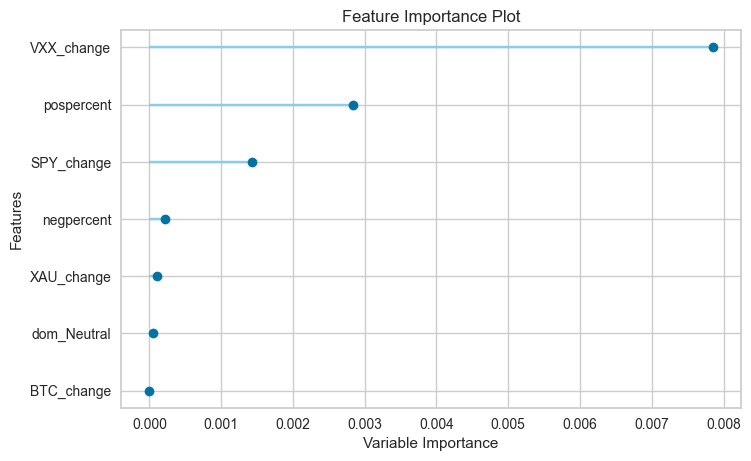 Feature Importance Plot
Features
VXX_change
pospercent
SPY_change
negpercent
XAU_change
dom_Neutral
BTC_change
0.000 0.001 0.002 0.003 0.004 0.005 0.006 0.007 0.008
Variable Importance